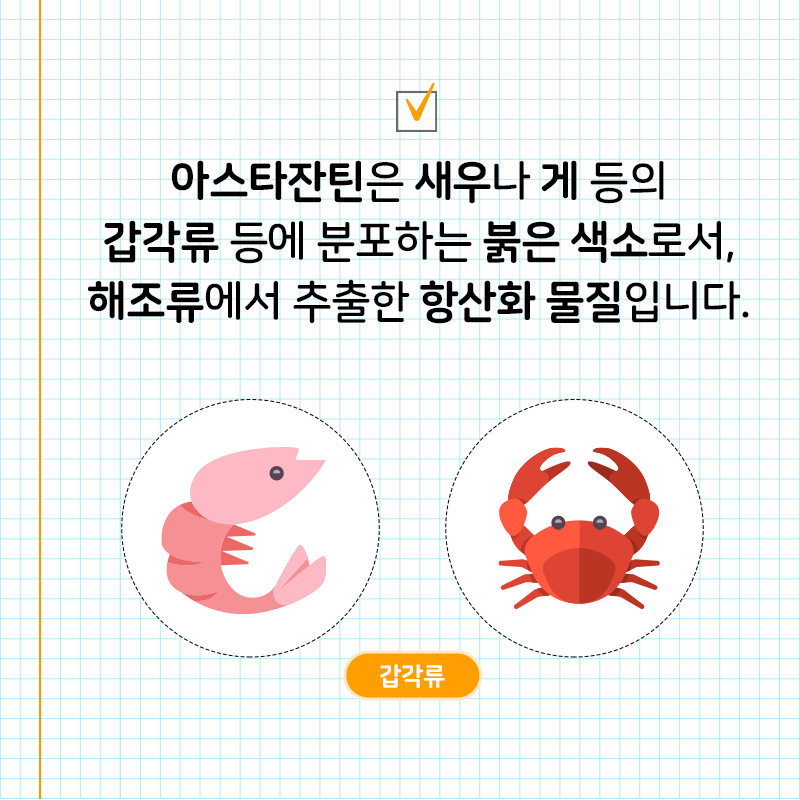 아스타잔틴은 새우나 게 등의
갑각류 등에 분포하는 붉은 색소로서,
해조류에서 추출한 항산화 물질입니다.
갑각류